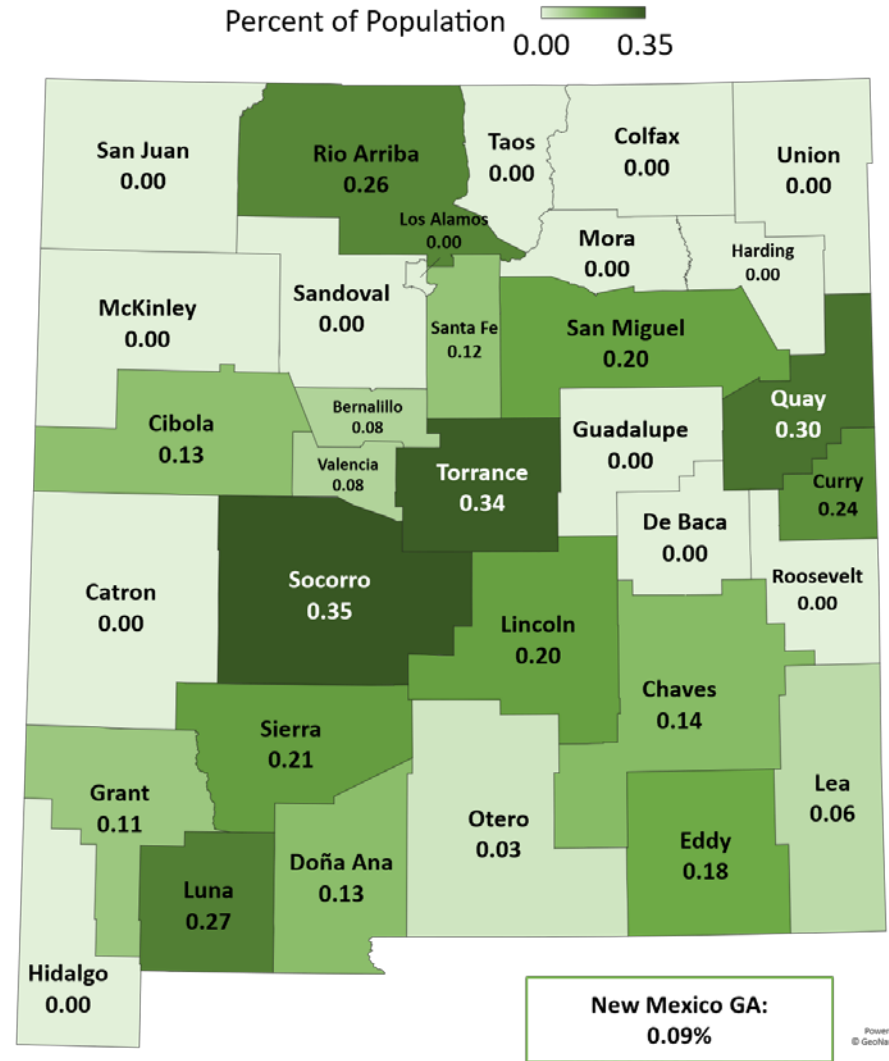 Percent of Population
0.00 0.35
San Juan
0.00
Rio Arriba
0.26
Taos
0.00
Colfax
0.00
Union
0.00
Los Alamos
0.00
Mora
0.00
Harding
0.00
McKinley
0.00
Sandoval
0.00
Santa Fe
0.12
San Miguel
0.20
Quay
0.30
Cibola
0.13
Bernalillo
0.08
Valencia
0.08
Torrance
0.34
Guadalupe
0.00
Curry
0.24
De Baca
0.00
Roosevelt
0.00
Catron
0.00
Socorro
0.35
Lincoln
0.20
Chaves
0.14
Sierra
0.21
Grant
0.11
Otero
0.03
Lea
0.06
Eddy
0.18
Doña Ana
0.13
Luna
0.27
Hidalgo
0.00
New Mexico GA:
0.09%
Power
© GeoNa